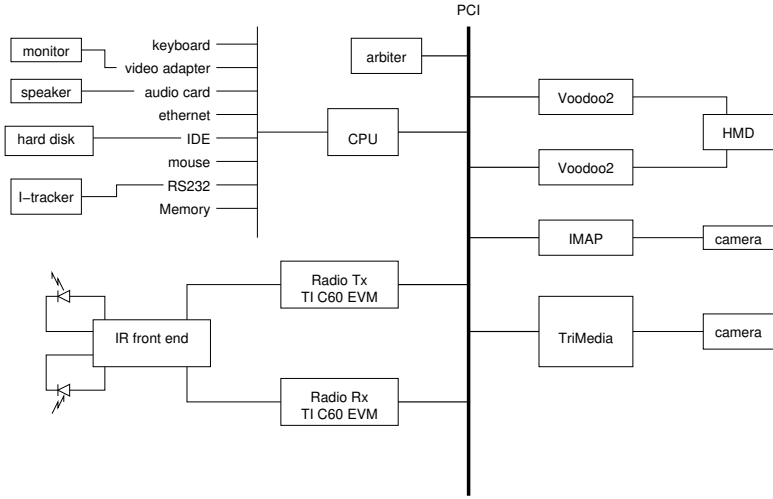 PCI
keyboard
monitor
arbiter
video adapter
speaker
audio card
Voodoo2
ethernet
hard disk
IDE
CPU
HMD
mouse
Voodoo2
RS232
I-tracker
Memory
IMAP
camera
Radio Tx
TI C60 EVM
IR front end
TriMedia
camera
Radio Rx
TI C60 EVM